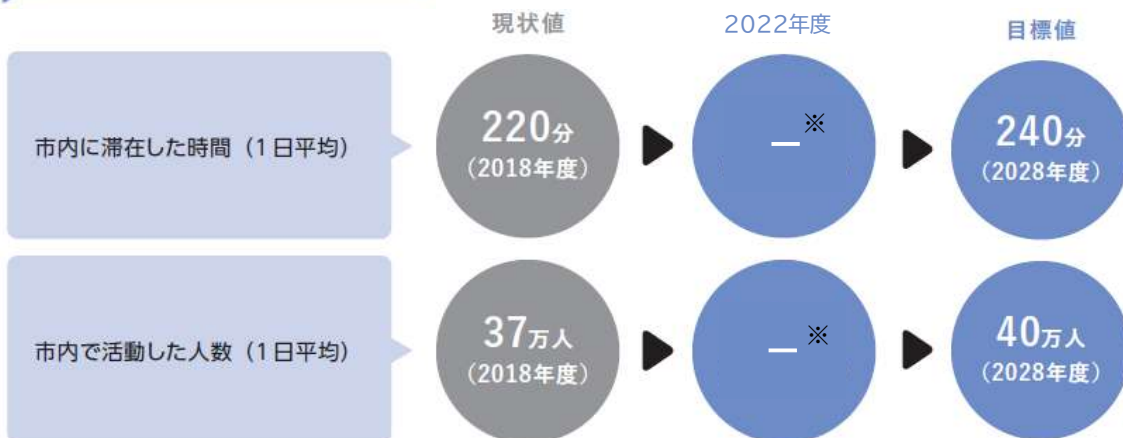 現状値
2022年度
目標値
市内に滞在した時間（1日平均）
220分
（2018年度）
－※
240分
（2028年度）
市内で活動した人数（1日平均）
37万人
（2018年度）
－※
40万人
（2028年度）